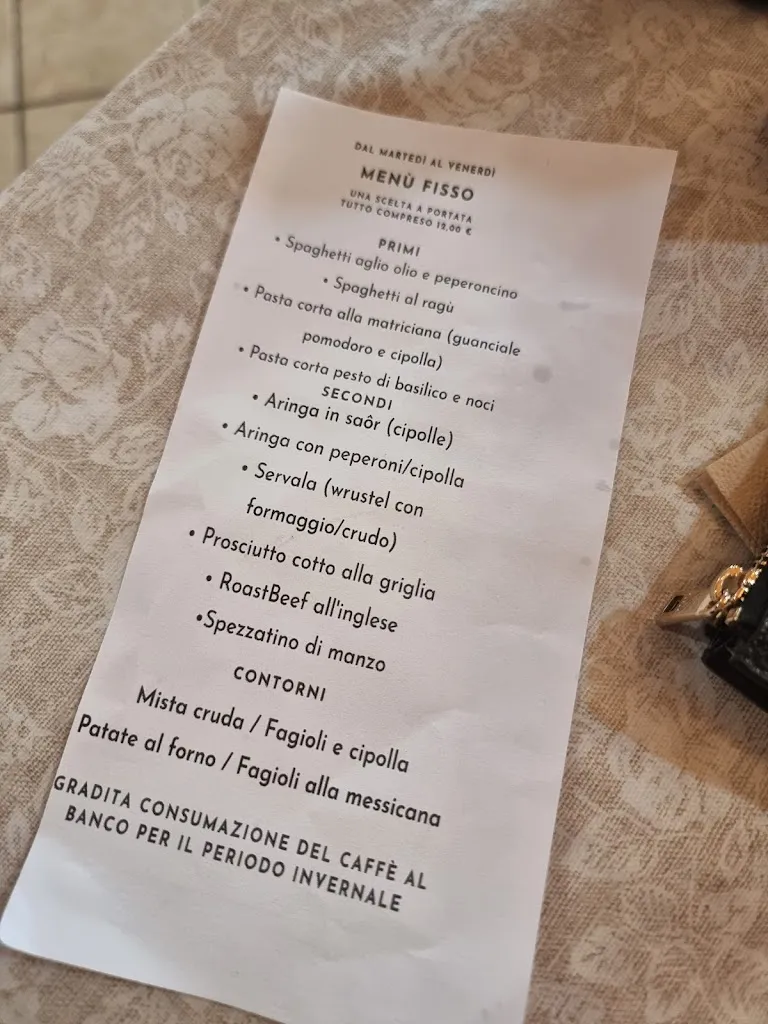 DAL MARTEDÌ AL VENERDÌ
MENÙ FISSO
UNA SCELTA A PORTATA
TUTTO COMPRESO 12,00 €
PRIMI
• Spaghetti aglio olio e peperoncino
• Spaghetti al ragù
• Pasta corta alla matriciana (guanciale
pomodoro e cipolla)
• Pasta corta pesto di basilico e noci
SECONDI
• Aringa in saôr (cipolle)
• Aringa con peperoni/cipolla
• Servala (wrustel con
formaggio/crudo)
• Prosciutto cotto alla griglia
• RoastBeef all'inglese
•Spezzatino di manzo
CONTORNI
Mista cruda / Fagioli e cipolla
Patate al forno / Fagioli alla messicana
GRADITA CONSUMAZIONE DEL CAFFÈ AL
BANCO PER IL PERIODO INVERNALE